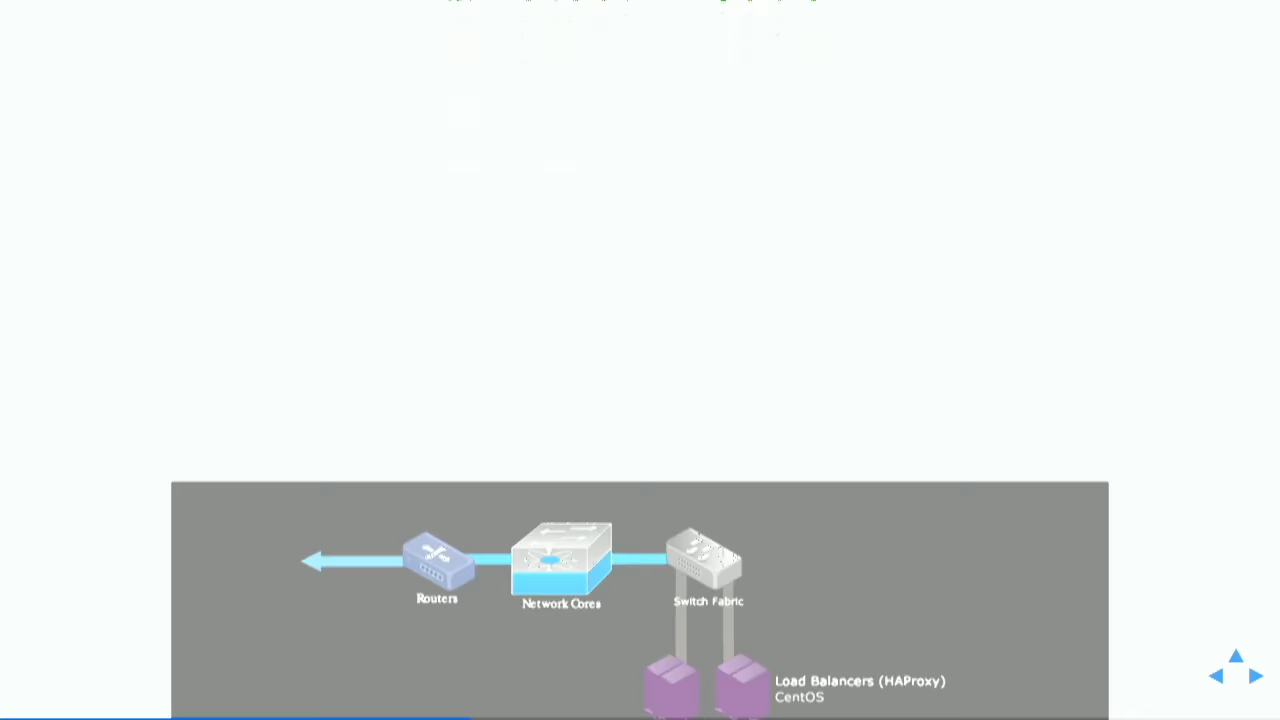 Routers
Network Cores
Switch Fabric
Load Balancers (HAProxy)
CentOS